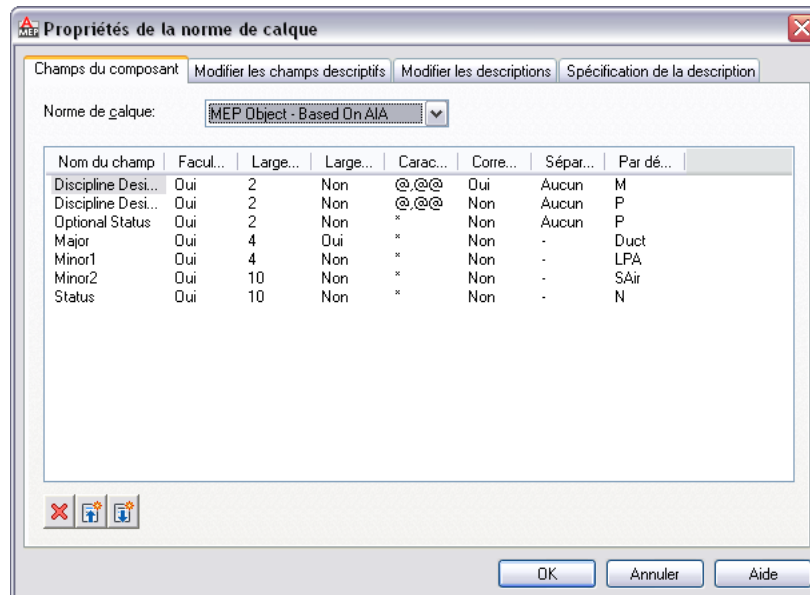 MEP Propriétés de la norme de calque
Champs du composant Modifier les champs descriptifs Modifier les descriptions Spécification de la description
Norme de calque: MEP Object - Based On AIA
Nom du champ Facul... Large... Large... Carac... Corre... Sépar... Par dé...
Discipline Desi... Oui 2 Non @,@@ Oui Aucun M
Discipline Desi... Oui 2 Non @,@@ Non Aucun P
Optional Status Oui 2 Non * Non Aucun P
Major Oui 4 Oui * Non - Duct
Minor1 Oui 4 Non * Non - LPA
Minor2 Oui 10 Non * Non - SAir
Status Oui 10 Non * Non - N
OK Annuler Aide